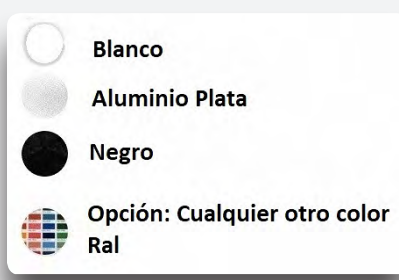 Blanco
Aluminio Plata
Negro
Opción: Cualquier otro color
Ral